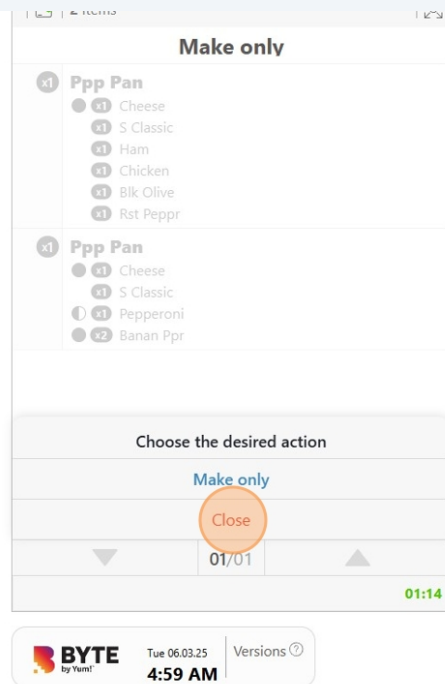 2 Items
Make only
x1 Ppp Pan
x1 Cheese
x1 S Classic
x1 Ham
x1 Chicken
x1 Blk Olive
x1 Rst Peppr
x1 Ppp Pan
x1 Cheese
x1 S Classic
x1 Pepperoni
x2 Banan Ppr
Choose the desired action
Make only
Close
01/01
01:14
BYTE
by Yum!
Tue 06.03.25
4:59 AM
Versions ?